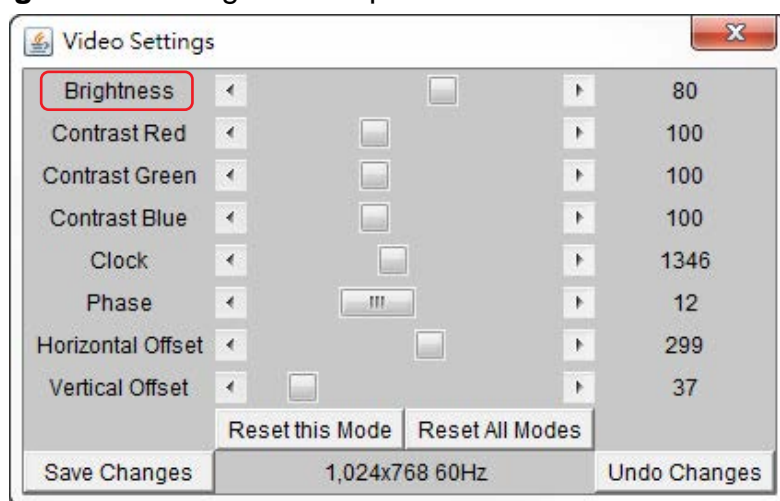 Video Settings
Brightness 80
Contrast Red 100
Contrast Green 100
Contrast Blue 100
Clock 1346
Phase 12
Horizontal Offset 299
Vertical Offset 37
Reset this Mode Reset All Modes
Save Changes 1,024x768 60Hz Undo Changes